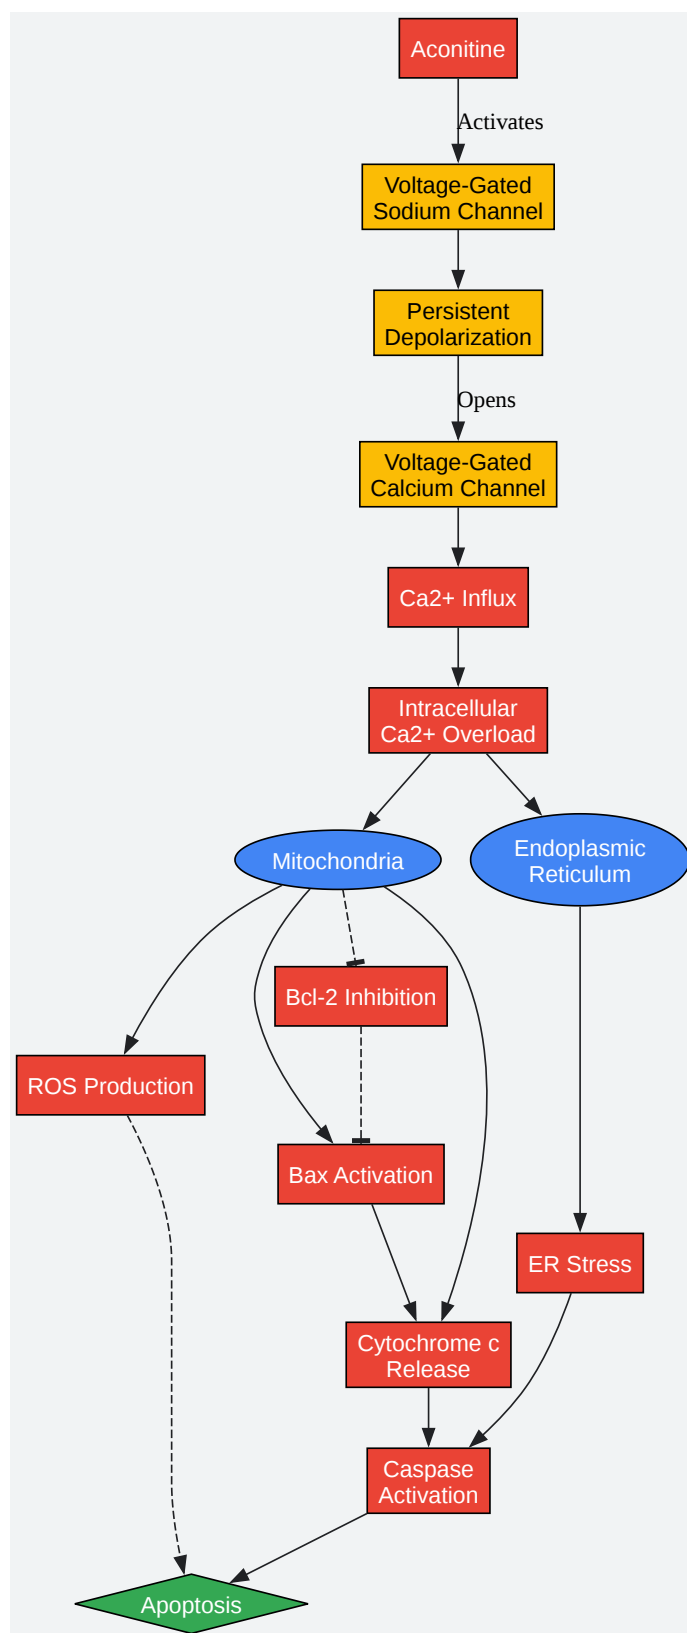 Aconitine
Activates
Voltage-Gated
Sodium Channel
Persistent
Depolarization
Opens
Voltage-Gated
Calcium Channel
Ca2+ Influx
Intracellular
Ca2+ Overload
Mitochondria
Endoplasmic
Reticulum
Bcl-2 Inhibition
ROS Production
Bax Activation
ER Stress
Cytochrome c
Release
Caspase
Activation
Apoptosis